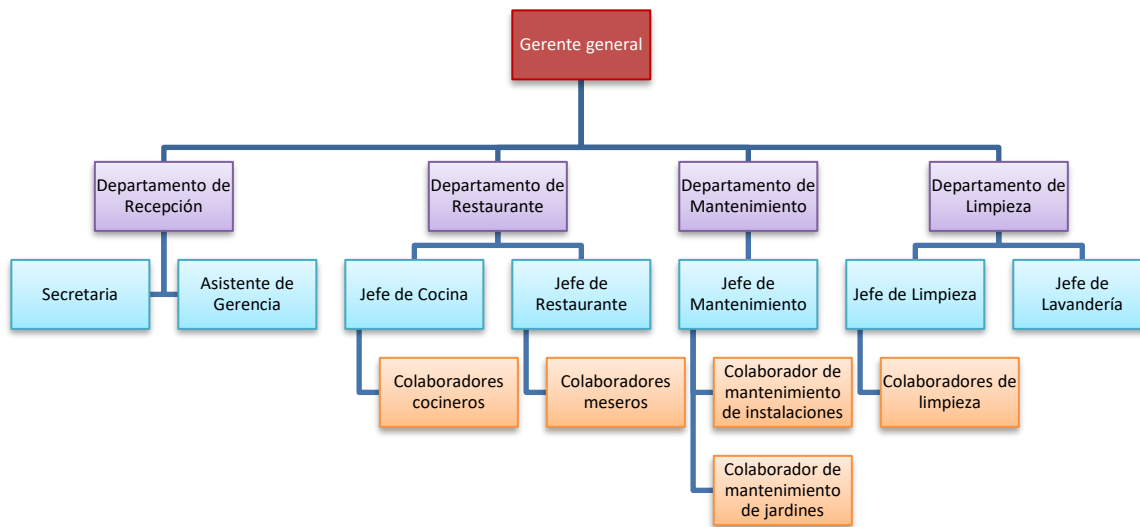 Gerente general
Departamento de
Recepción
Departamento de
Restaurante
Departamento de
Mantenimiento
Departamento de
Limpieza
Secretaria
Asistente de
Gerencia
Jefe de Cocina
Jefe de
Restaurante
Jefe de
Mantenimiento
Jefe de Limpieza
Jefe de
Lavandería
Colaboradores
cocineros
Colaboradores
meseros
Colaborador de
mantenimiento
de instalaciones
Colaboradores de
limpieza
Colaborador de
mantenimiento
de jardines